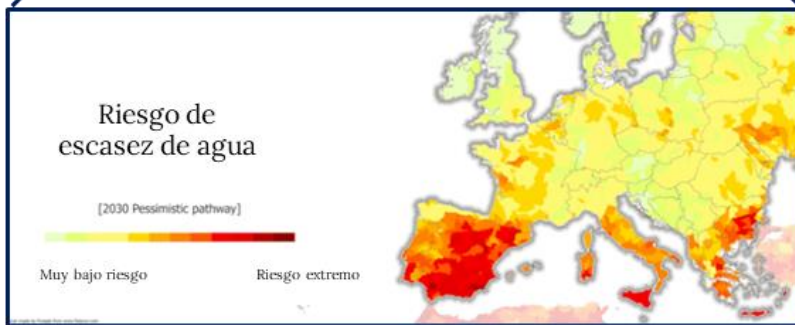 Riesgo de
escasez de agua
[2030 Pessimistic pathway]
Muy bajo riesgo
Riesgo extremo